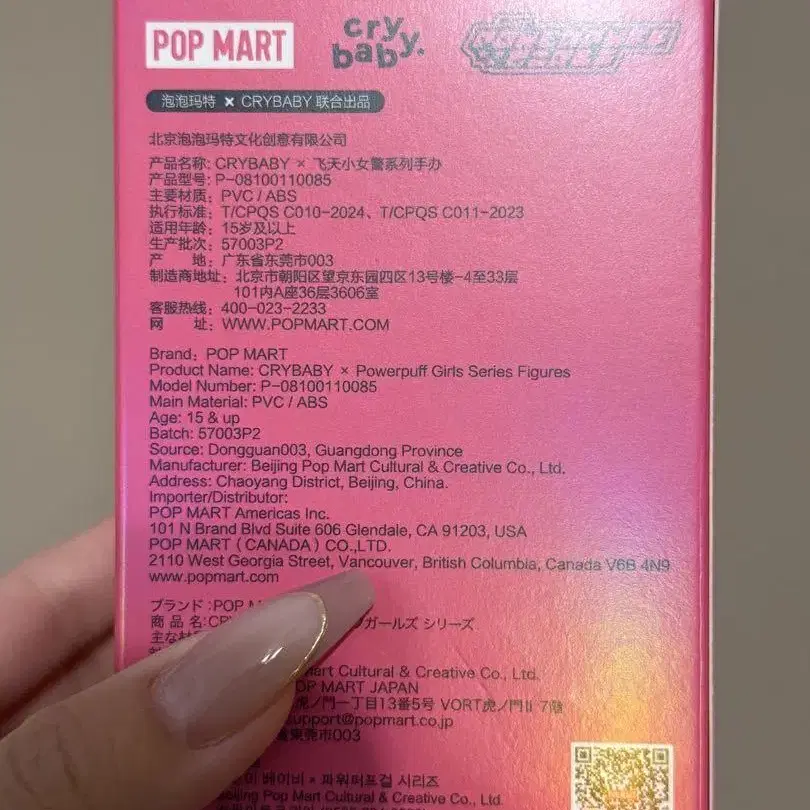 POP MART
cry baby.
泡泡玛特 × CRYBABY 联合出品
北京泡泡玛特文化创意有限公司
产品名称: CRYBABY × 飞天小女警系列手办
产品型号: P-08100110085
主要材质: PVC / ABS
执行标准: T/CPQS C010-2024、T/CPQS C011-2023
适用年龄: 15岁及以上
生产批次: 57003P2
产 地: 广东省东莞市003
制造商地址: 北京市朝阳区望京东园四区13号楼-4至33层
101内A座36层3606室
客服热线: 400-023-2233
网 址: WWW.POPMART.COM
Brand: POP MART
Product Name: CRYBABY × Powerpuff Girls Series Figures
Model Number: P-08100110085
Main Material: PVC / ABS
Age: 15 & up
Batch: 57003P2
Source: Dongguan003, Guangdong Province
Manufacturer: Beijing Pop Mart Cultural & Creative Co., Ltd.
Address: Chaoyang District, Beijing, China.
Importer/Distributor:
POP MART Americas Inc.
101 N Brand Blvd Suite 606 Glendale, CA 91203, USA
POP MART ( CANADA ) CO.,LTD.
2110 West Georgia Street, Vancouver, British Columbia, Canada V6B 4N9
www.popmart.com
ブランド :POP
商 品 名: ガールズ シリーズ
主な材
Cultural & Creative Co., Ltd.
POP MART JAPAN
虎ノ門一丁目13番5号 VORT虎ノ門II 7階
support@popmart.co.jp
東莞市003
베이비 × 파워퍼프걸 시리즈
Beijing Pop Mart Cultural & Creative Co., Ltd.